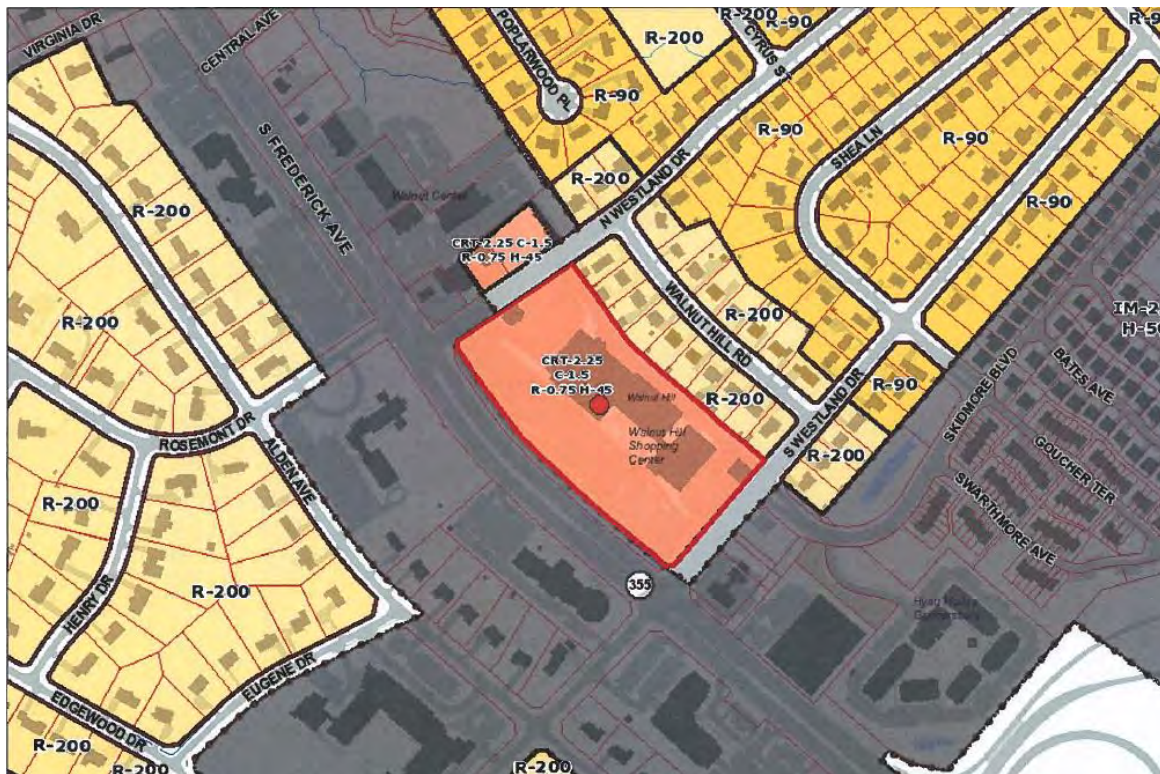 VIRGINIA DR
CENTRAL AVE
POPLARWOOD PL
R-200
R-90
R-90
R-200
CYRUS ST
R-90
R-90
SHEA LN
R-90
R-90
S FREDERICK AVE
R-200
Walnut Center
R-200
N WESTLAND DR
CRT-2.25 C-1.5
R-0.75 H-45
WALNUT HILL RD
R-200
R-200
CRT-2.25
C-1.5
R-0.75 H-45
Walnut Hill
Walnut Hill
Shopping
Center
R-200
R-90
S WESTLAND DR
R-200
SKIDMORE BLVD
BATES AVE
GOUCHER TER
SWARTHMORE AVE
ROSEMONT DR
ALDEN AVE
R-200
R-200
HENRY DR
355
EUGENE DR
EDGEWOOD DR
R-200
R-200
R-200